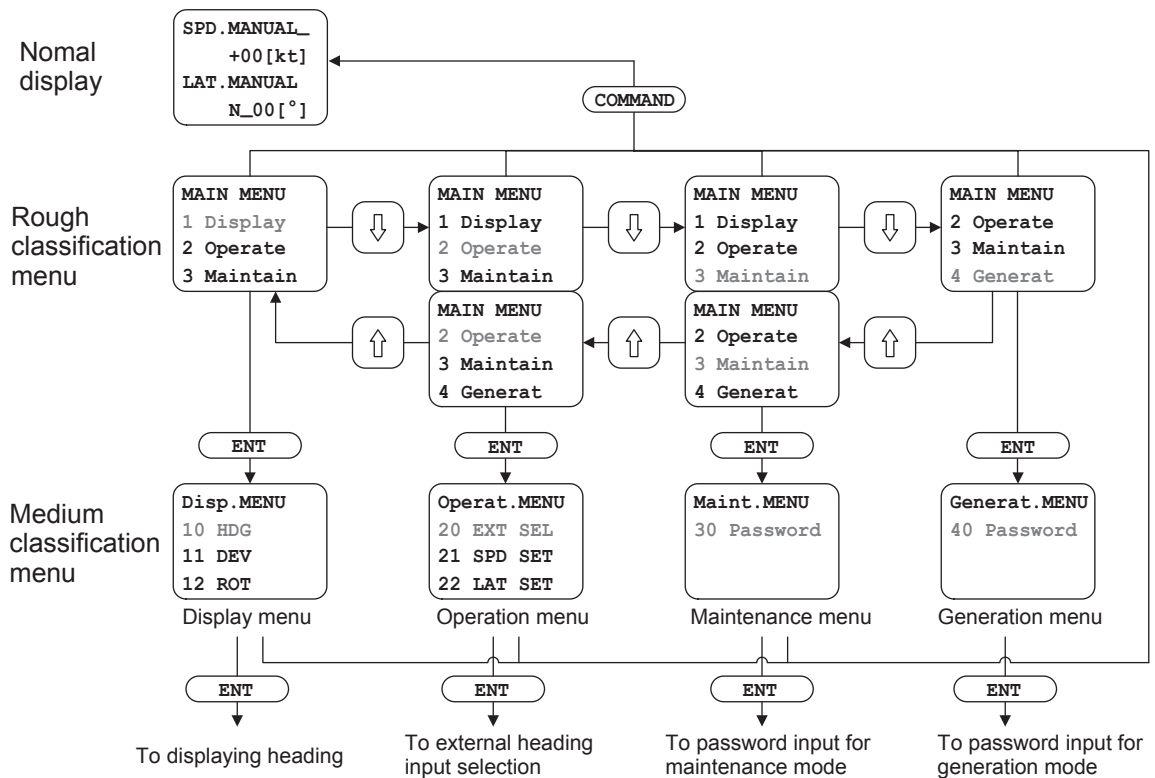 Nomal
display
SPD.MANUAL_
+00[kt]
LAT.MANUAL
N_00[°]
COMMAND
Rough
classification
menu
MAIN MENU
1 Display
2 Operate
3 Maintain
MAIN MENU
1 Display
2 Operate
3 Maintain
MAIN MENU
1 Display
2 Operate
3 Maintain
MAIN MENU
2 Operate
3 Maintain
4 Generat
MAIN MENU
2 Operate
3 Maintain
4 Generat
MAIN MENU
2 Operate
3 Maintain
4 Generat
ENT
ENT
ENT
ENT
Medium
classification
menu
Disp.MENU
10 HDG
11 DEV
12 ROT
Operat.MENU
20 EXT SEL
21 SPD SET
22 LAT SET
Maint.MENU
30 Password
Generat.MENU
40 Password
Display menu
Operation menu
Maintenance menu
Generation menu
ENT
ENT
ENT
ENT
To displaying heading
To external heading
input selection
To password input for
maintenance mode
To password input for
generation mode